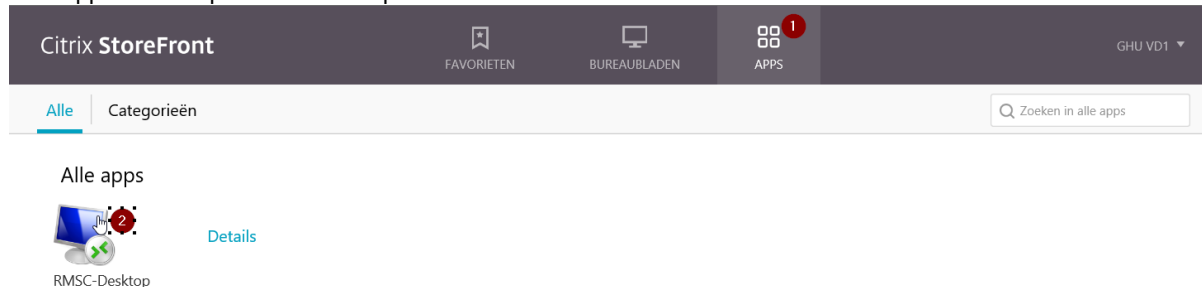 Citrix StoreFront
FAVORIETEN
BUREAUBLADEN
APPS
1
GHU VD1
Alle
Categorieën
Zoeken in alle apps
Alle apps
2
Details
RMSC-Desktop